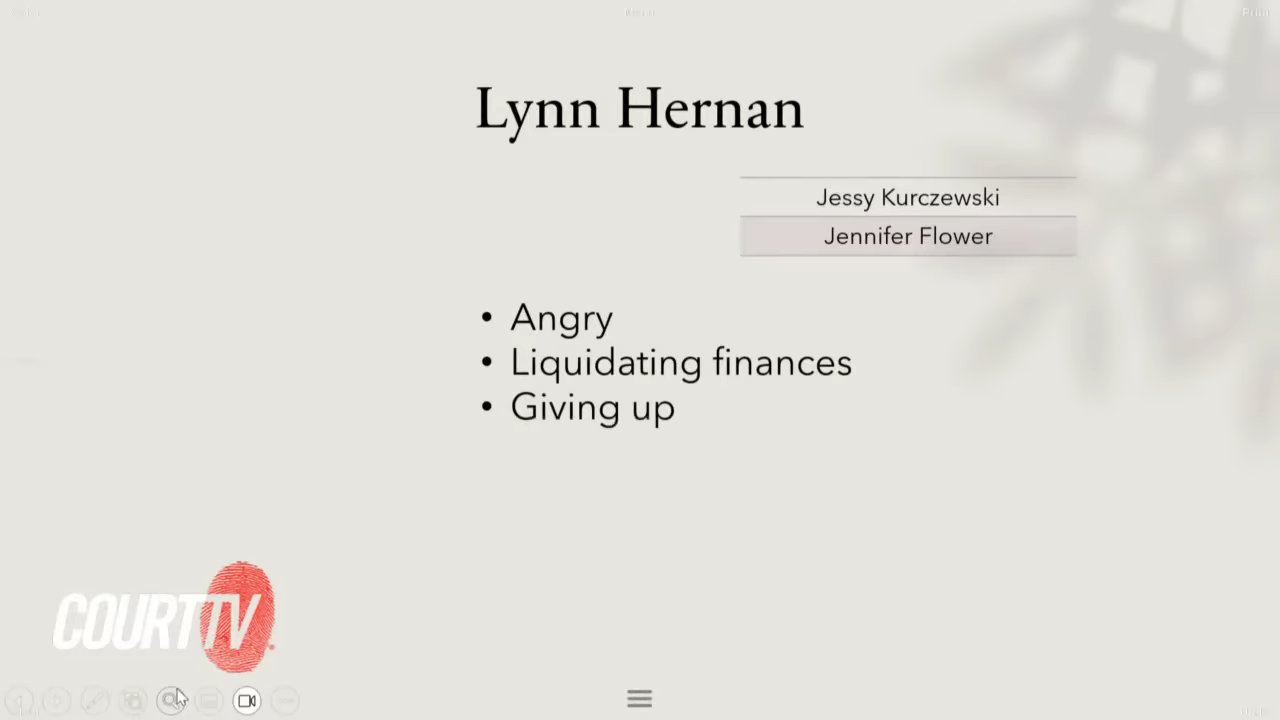 Lynn Hernan
Jessy Kurczewski
Jennifer Flower
• Angry
• Liquidating finances
• Giving up
COURT TV